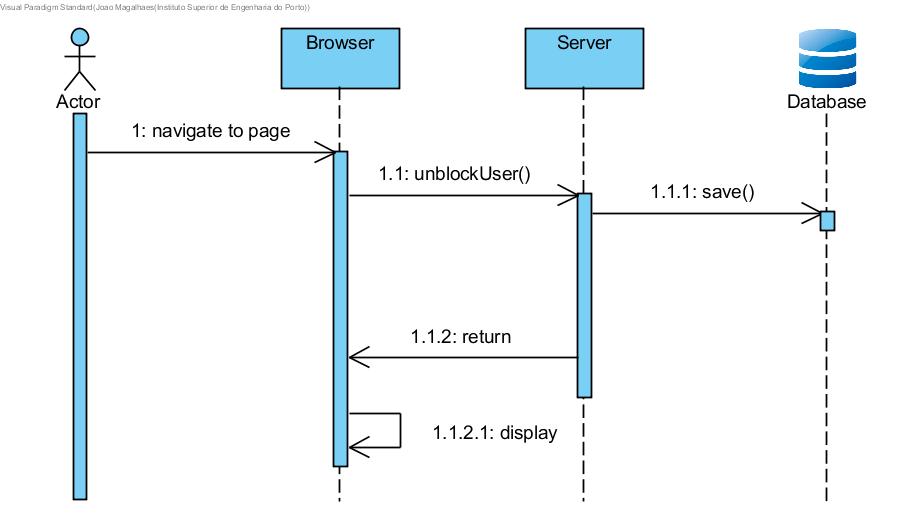 Visual Paradigm Standard(Joao Magalhaes(Instituto Superior de Engenharia do Porto))
Browser
Server
Actor
Database
1: navigate to page
1.1: unblockUser()
1.1.1: save()
1.1.2: return
1.1.2.1: display